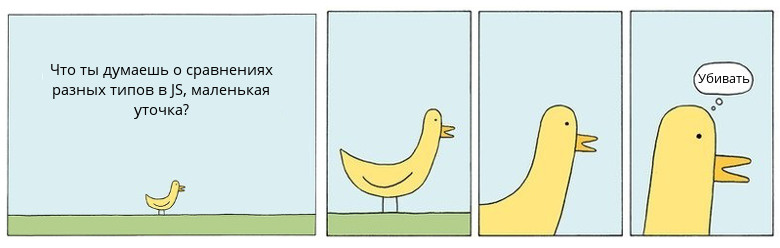 Что ты думаешь о сравнениях
разных типов в JS, маленькая
уточка?
Убивать